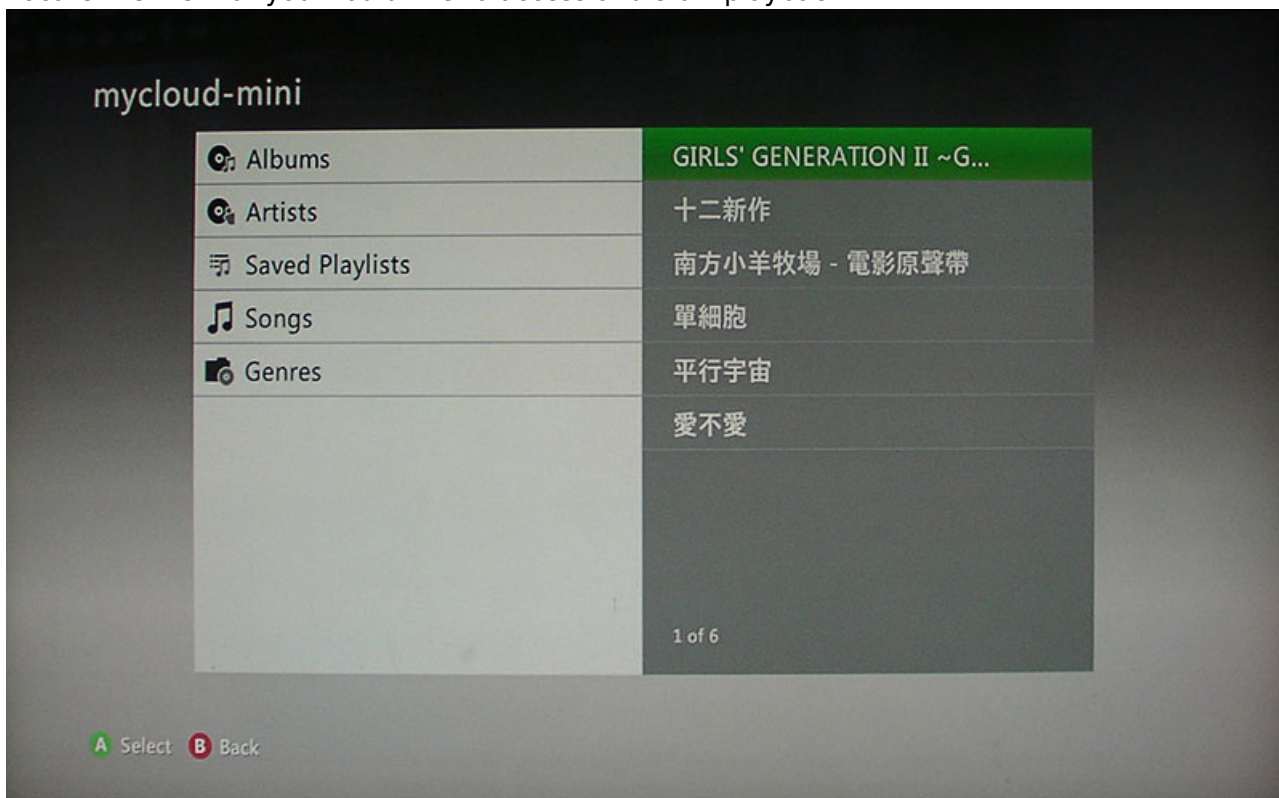 mycloud-mini
Albums
Artists
Saved Playlists
Songs
Genres
GIRLS' GENERATION II ~G...
十二新作
南方小羊牧場 - 電影原聲帶
單細胞
平行宇宙
愛不愛
1 of 6
A Select B Back